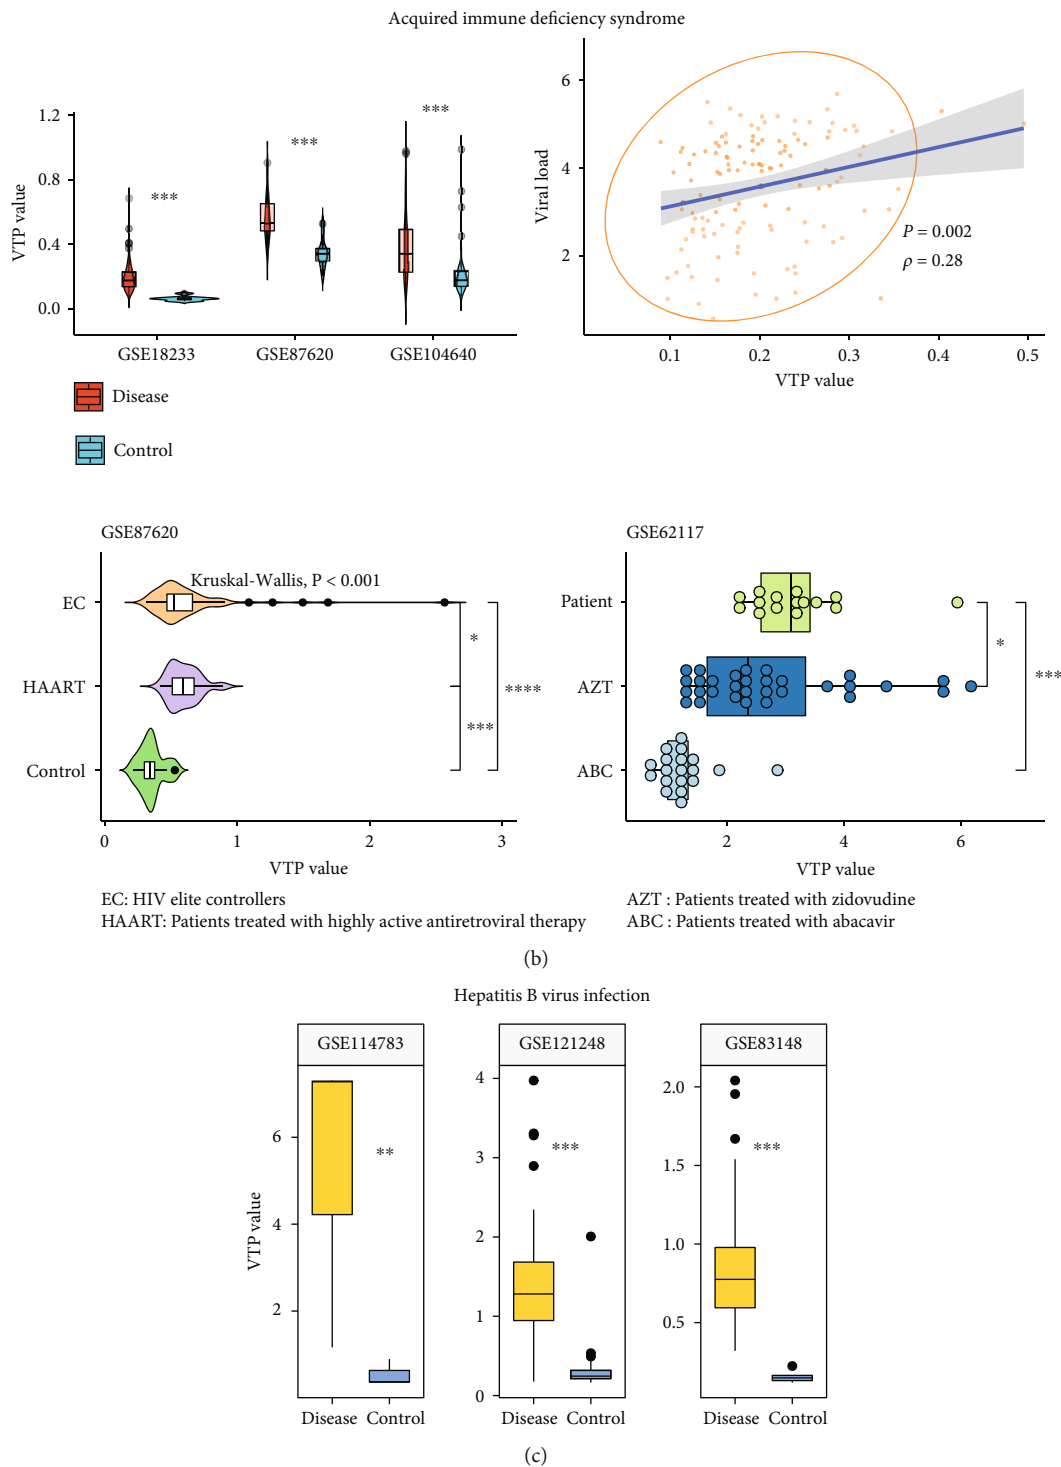 Acquired immune deficiency syndrome
1.2
0.8
0.4
0.0
VTP value
***
***
***
GSE18233
GSE87620
GSE104640
Disease
Control
6
4
2
Viral load
P = 0.002
ρ = 0.28
0.1
0.2
0.3
0.4
0.5
VTP value
GSE87620
Kruskal-Wallis, P < 0.001
EC
HAART
Control
*
***
****
0
1
2
3
VTP value
EC: HIV elite controllers
HAART: Patients treated with highly active antiretroviral therapy
GSE62117
Patient
AZT
ABC
*
***
2
4
6
VTP value
AZT : Patients treated with zidovudine
ABC : Patients treated with abacavir
(b)
Hepatitis B virus infection
VTP value
GSE114783
6
4
2
**
Disease
Control
GSE121248
4
3
2
1
0
***
Disease
Control
GSE83148
2.0
1.5
1.0
0.5
***
Disease
Control
(c)